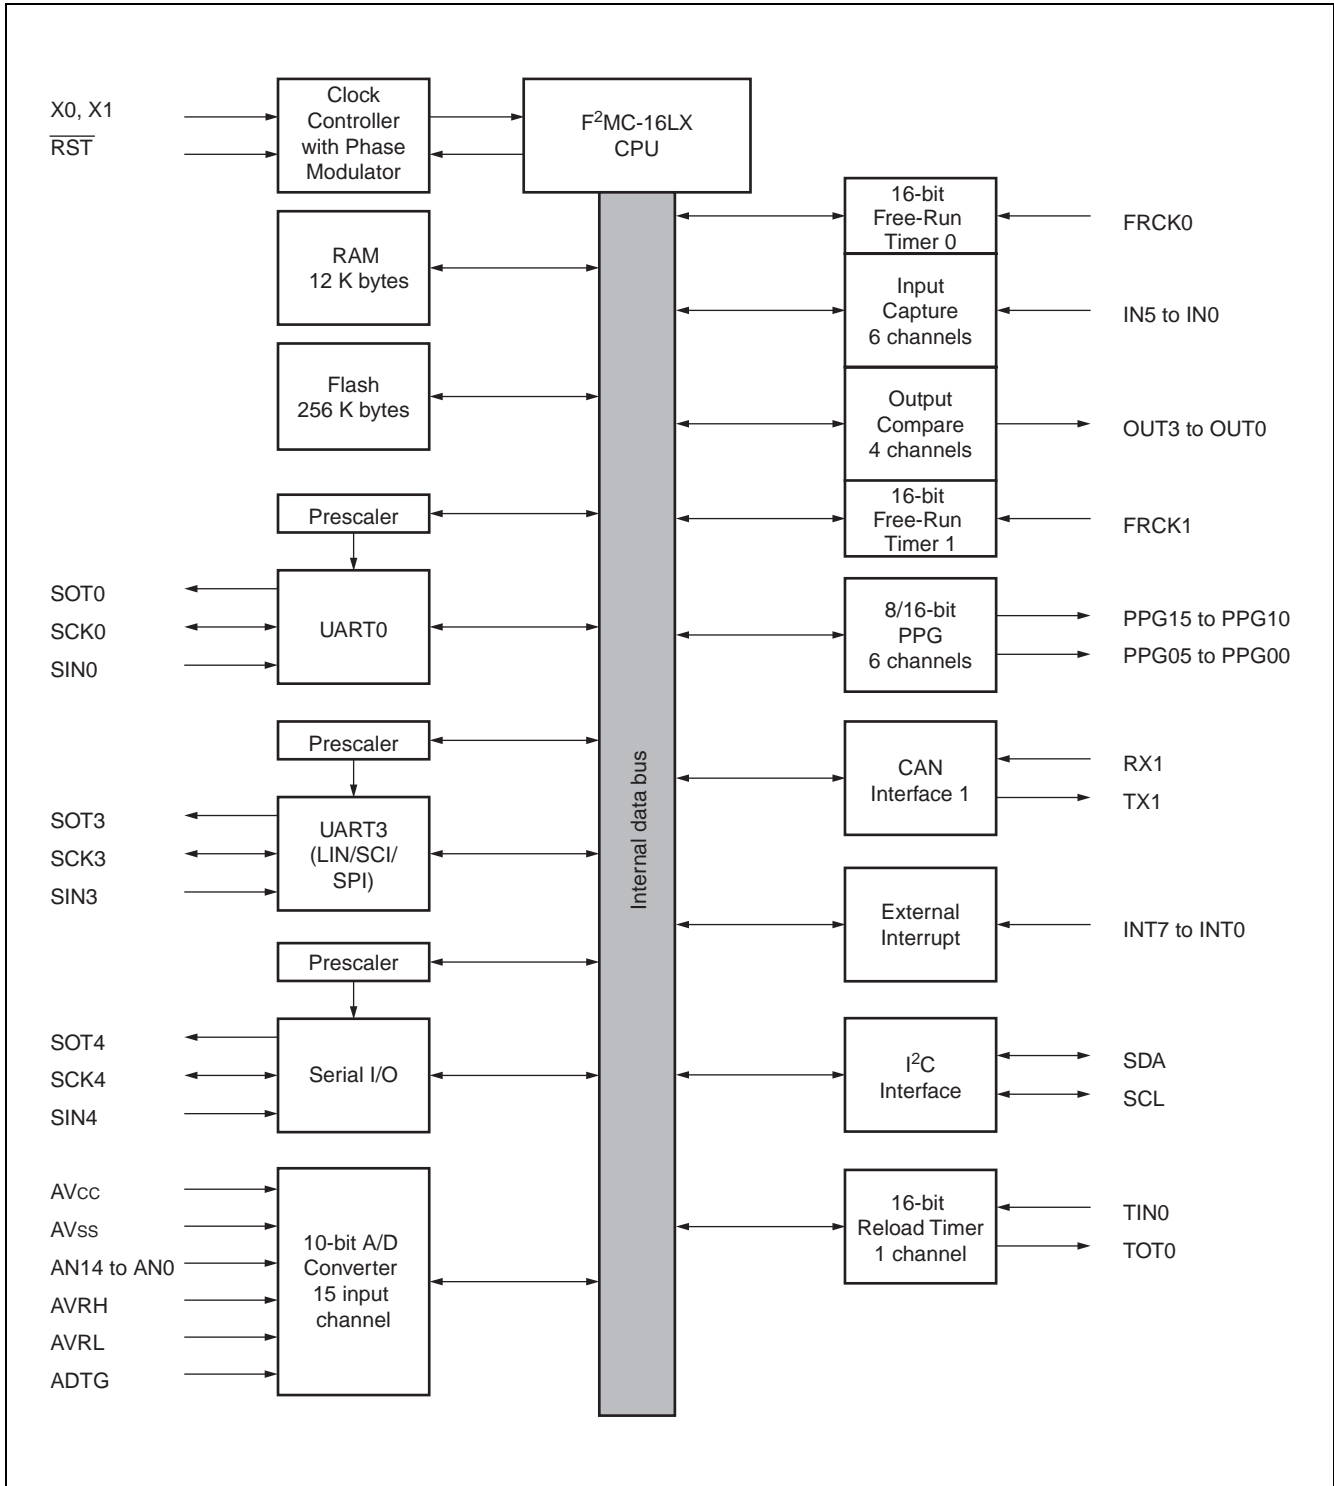 X0, X1
RST
Clock
Controller
with Phase
Modulator
F²MC-16LX
CPU
RAM
12 K bytes
Flash
256 K bytes
Prescaler
SOT0
SCK0
SIN0
UART0
Prescaler
SOT3
SCK3
SIN3
UART3
(LIN/SCI/
SPI)
Prescaler
SOT4
SCK4
SIN4
Serial I/O
AVCC
AVSS
AN14 to AN0
AVRH
AVRL
ADTG
10-bit A/D
Converter
15 input
channel
Internal data bus
16-bit
Free-Run
Timer 0
FRCK0
Input
Capture
6 channels
IN5 to IN0
Output
Compare
4 channels
OUT3 to OUT0
16-bit
Free-Run
Timer 1
FRCK1
8/16-bit
PPG
6 channels
PPG15 to PPG10
PPG05 to PPG00
CAN
Interface 1
RX1
TX1
External
Interrupt
INT7 to INT0
I²C
Interface
SDA
SCL
16-bit
Reload Timer
1 channel
TIN0
TOT0